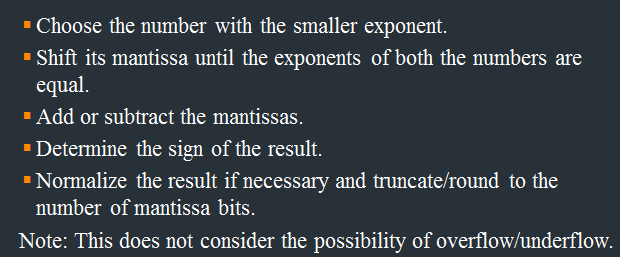 ▪ Choose the number with the smaller exponent.
▪ Shift its mantissa until the exponents of both the numbers are
equal.
▪ Add or subtract the mantissas.
▪ Determine the sign of the result.
▪ Normalize the result if necessary and truncate/round to the
number of mantissa bits.
Note: This does not consider the possibility of overflow/underflow.